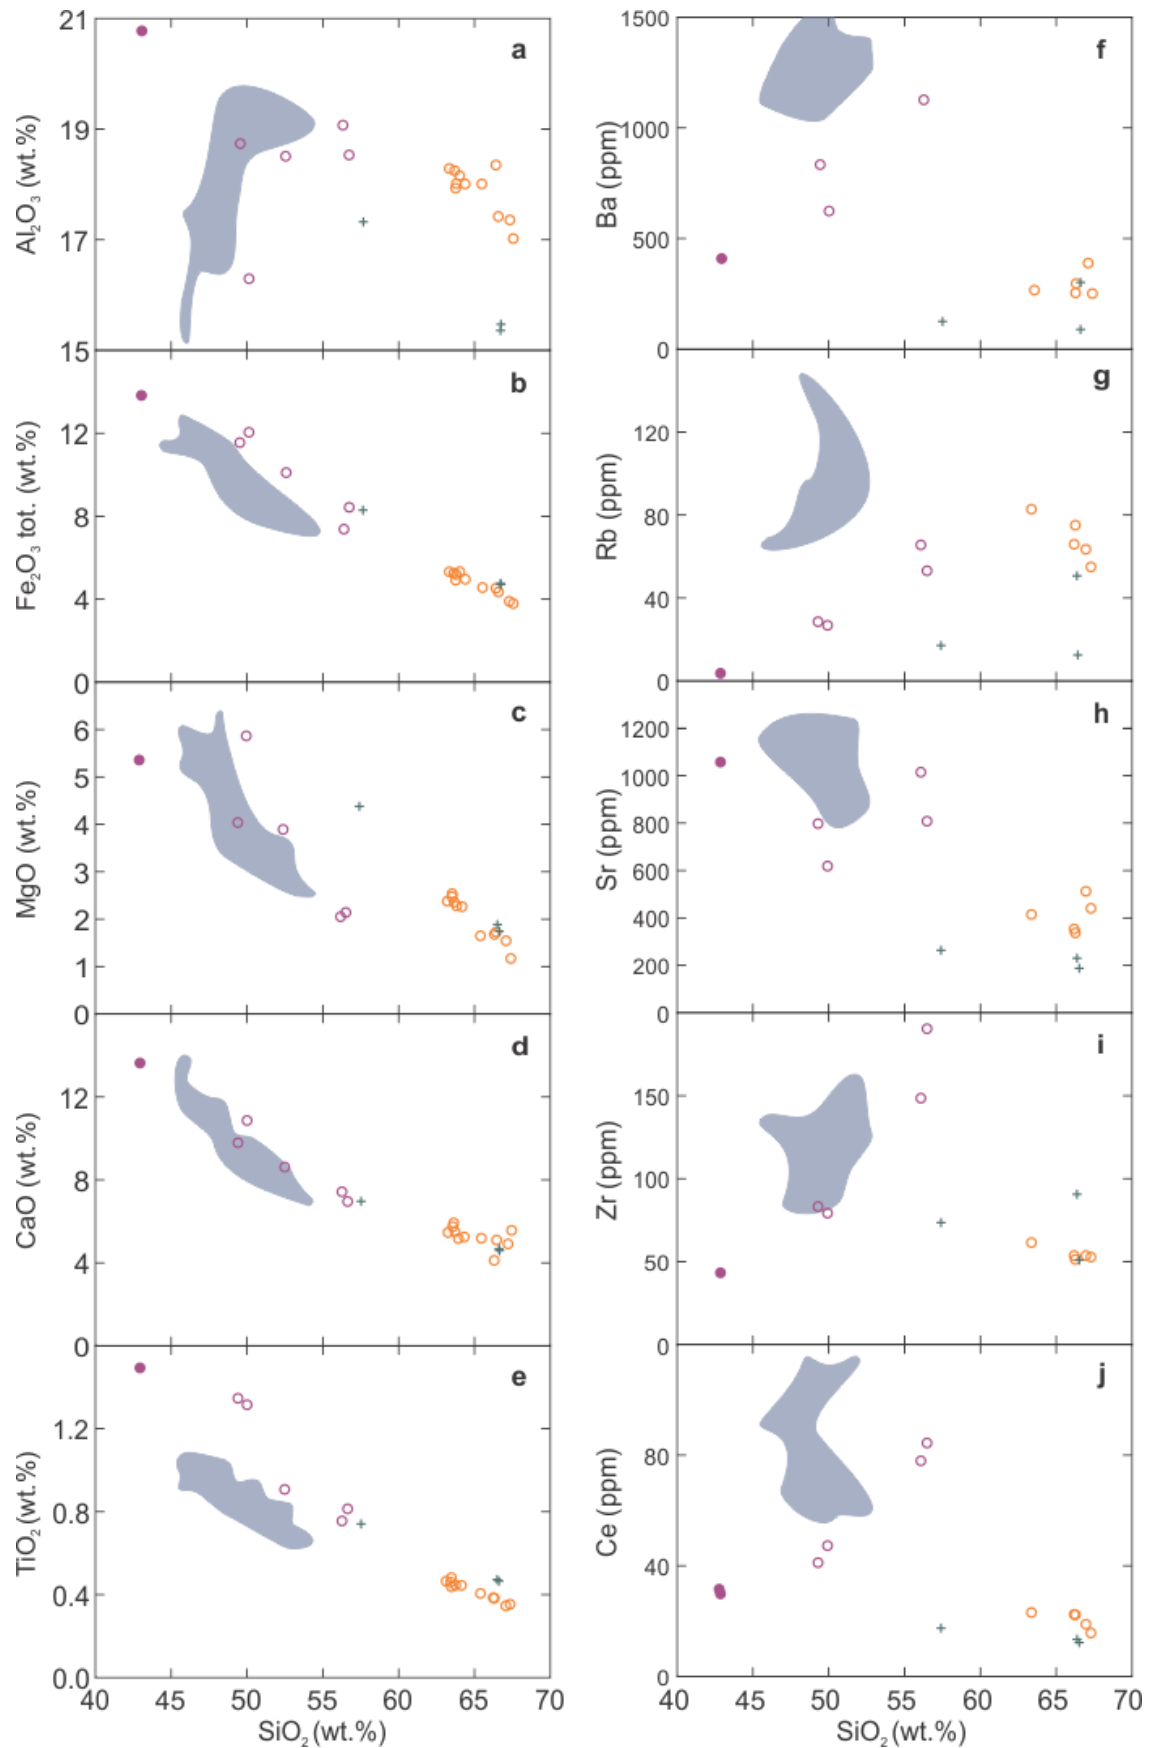 21
19
17
15
Al₂O₃ (wt.%)
a
12
8
4
0
Fe₂O₃ tot. (wt.%)
b
6
5
4
3
2
1
0
MgO (wt.%)
c
12
8
4
0
CaO (wt.%)
d
1.2
0.8
0.4
0.0
TiO₂ (wt.%)
e
40 45 50 55 60 65 70
SiO₂ (wt.%)
1500
1000
500
0
Ba (ppm)
f
120
80
40
0
Rb (ppm)
g
1200
1000
800
600
400
200
0
Sr (ppm)
h
150
100
50
0
Zr (ppm)
i
80
40
0
Ce (ppm)
j
40 45 50 55 60 65 70
SiO₂ (wt.%)